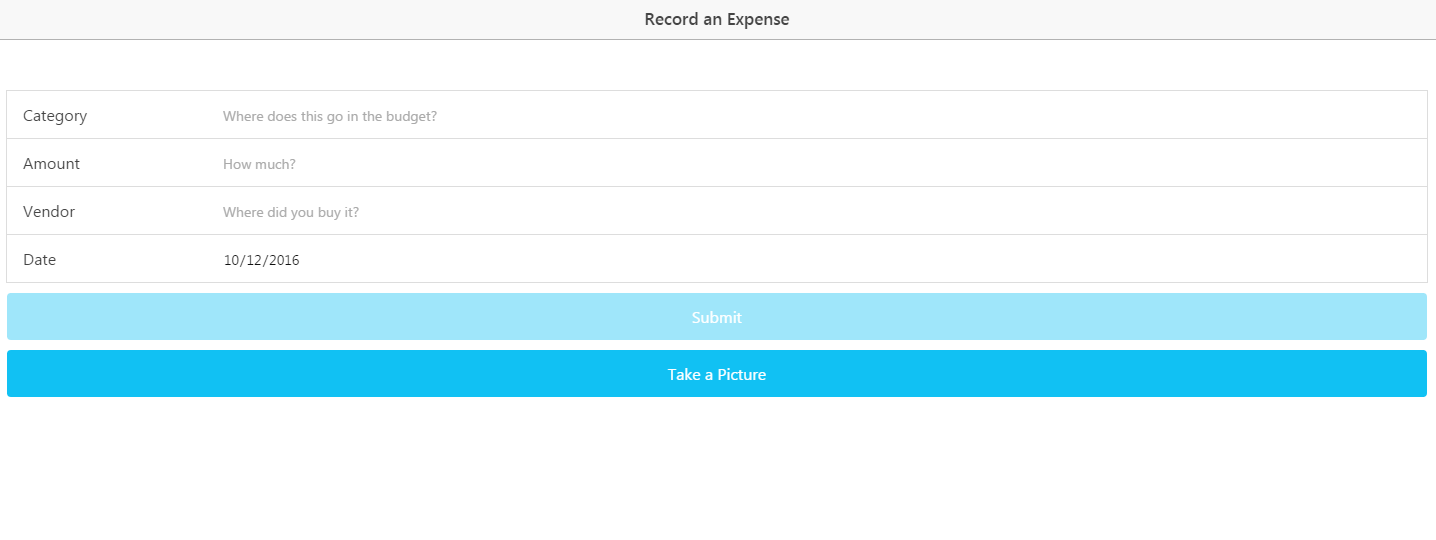 Record an Expense
Category Where does this go in the budget?
Amount How much?
Vendor Where did you buy it?
Date 10/12/2016
Submit
Take a Picture